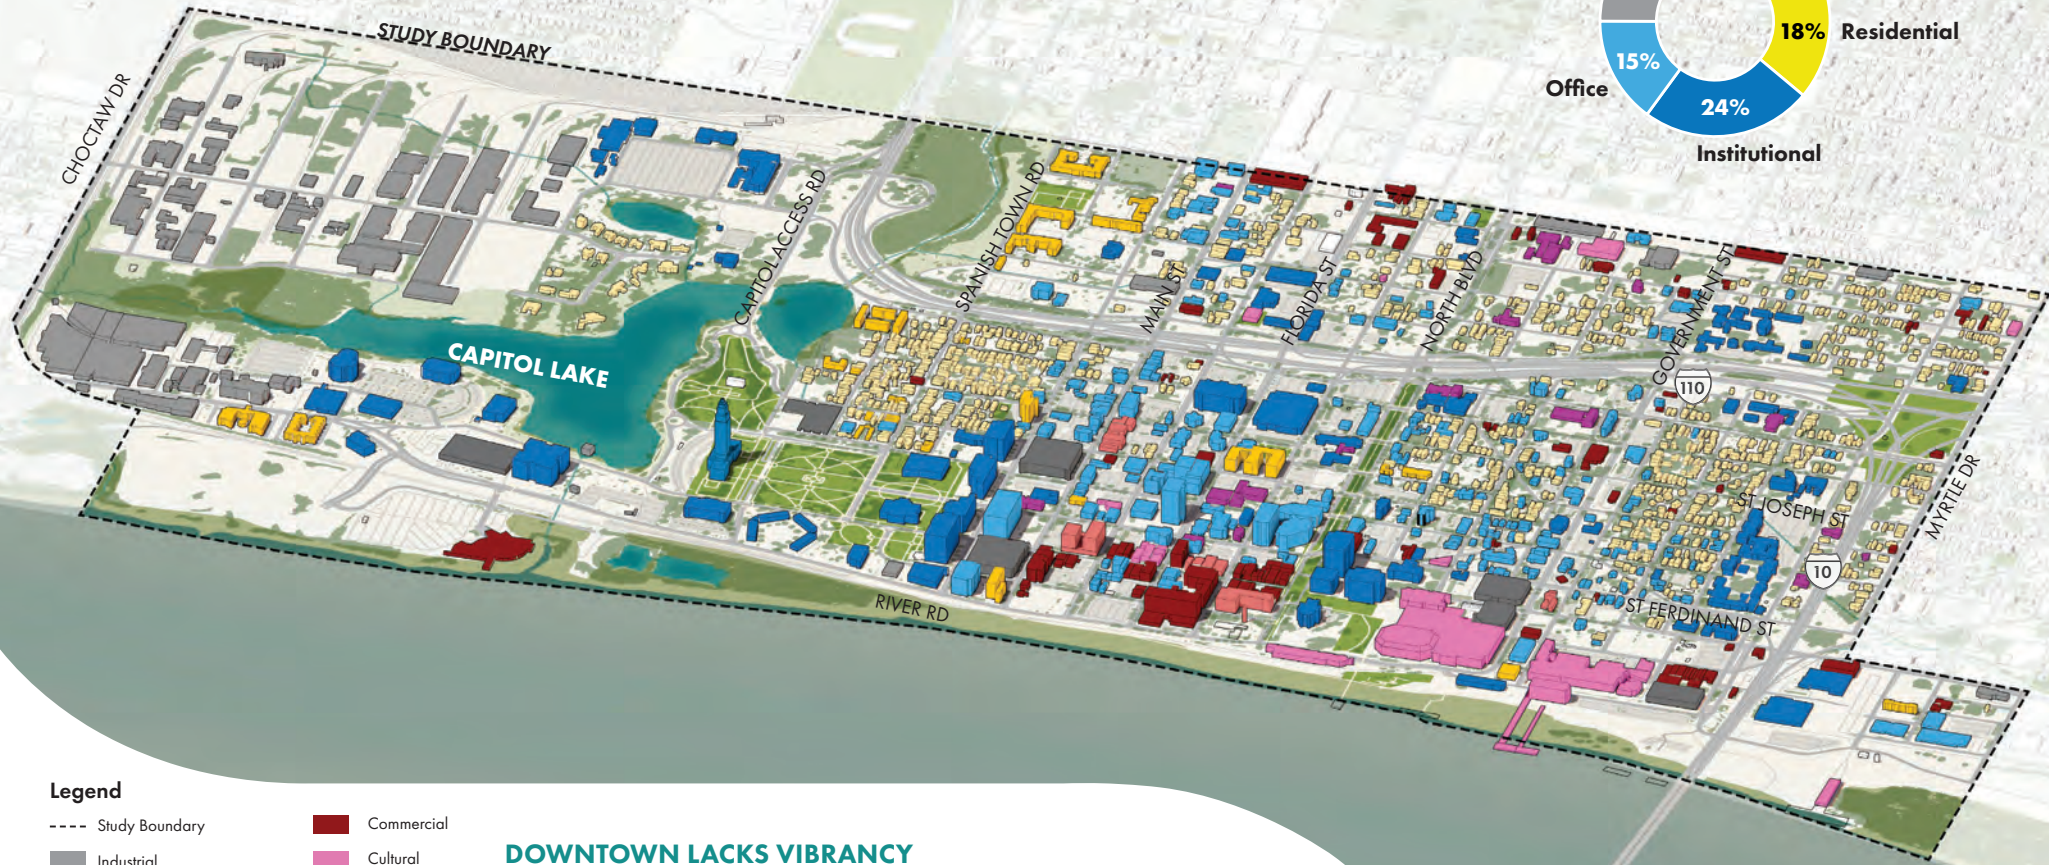 STUDY BOUNDARY
CHOCTAW DR
18% Residential
15%
Office
24%
Institutional
CAPITOL ACCESS RD
SPANISH TOWN RD
MAIN ST
FLORIDA ST
NORTH BLVD
GOVERNMENT ST
110
CAPITOL LAKE
ST JOSEPH ST
MYRTLE DR
10
RIVER RD
ST FERDINAND ST
Legend
Study Boundary
Commercial
Industrial
Cultural
DOWNTOWN LACKS VIBRANCY